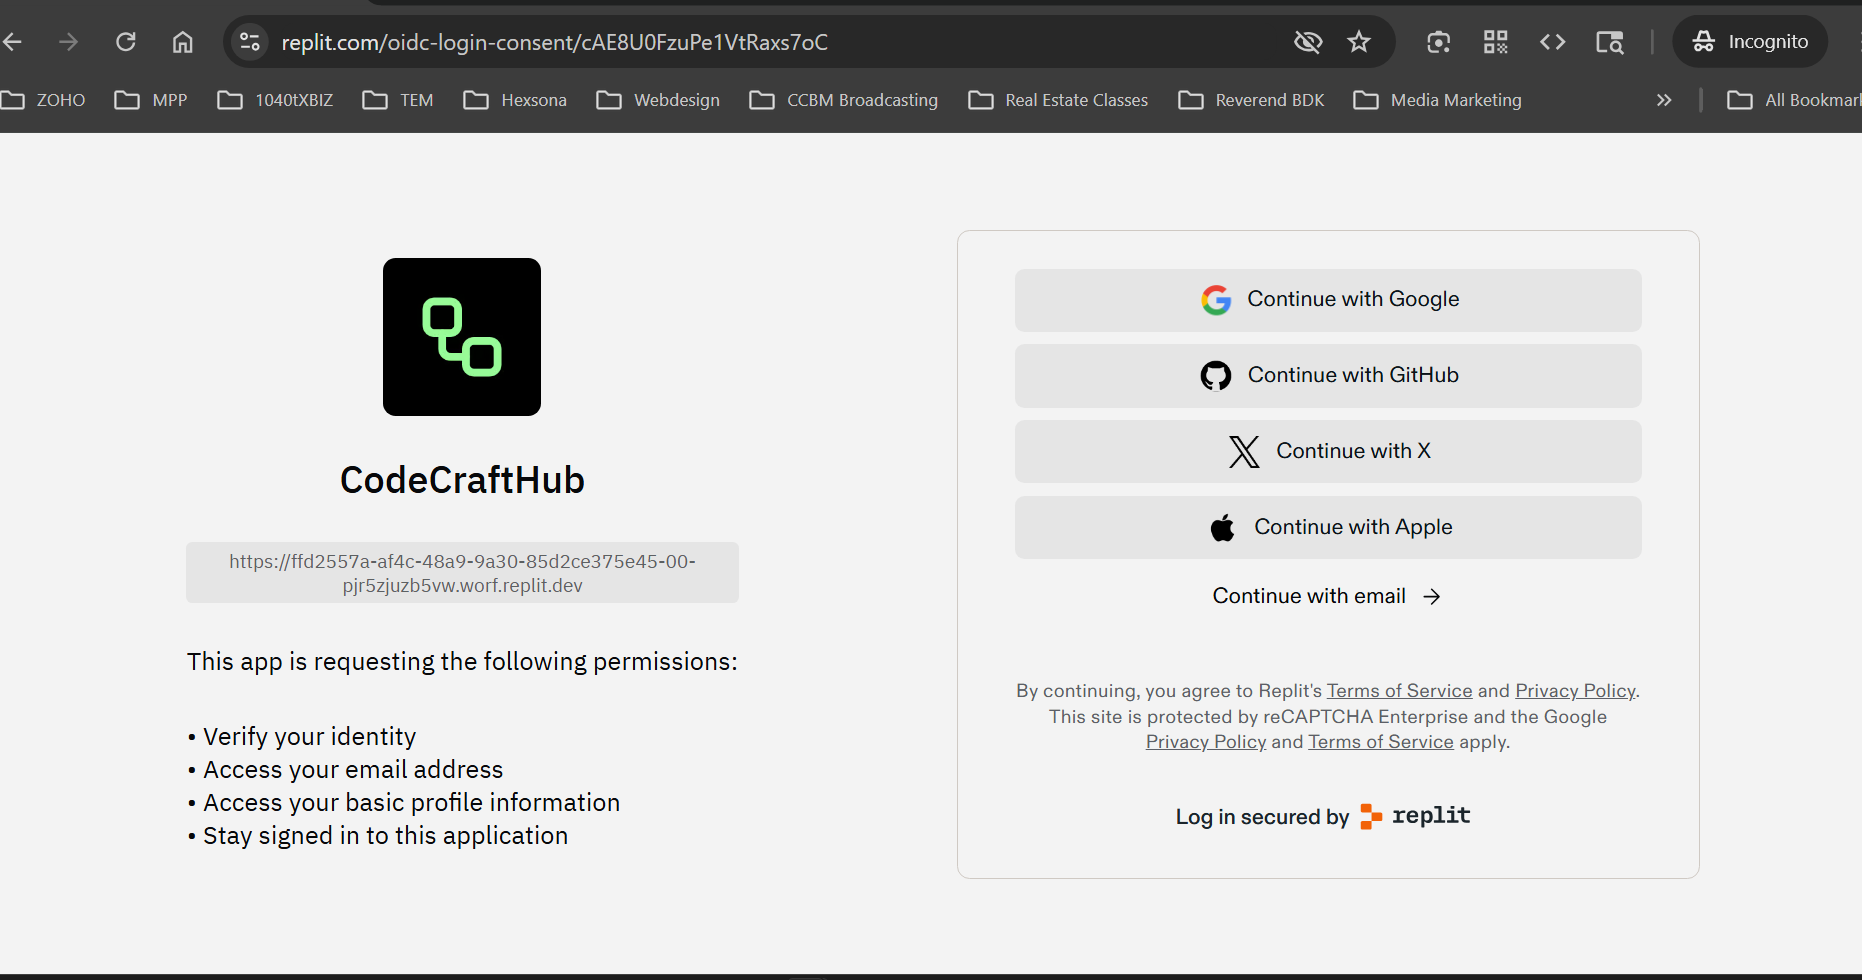 replit.com/oidc-login-consent/cAE8U0FzuPe1VtRaxs7oC
Incognito
ZOHO MPP 1040tXBIZ TEM Hexsona Webdesign CCBM Broadcasting Real Estate Classes Reverend BDK Media Marketing All Bookmark
CodeCraftHub
https://ffd2557a-af4c-48a9-9a30-85d2ce375e45-00-
pjr5zjuzb5vw.worf.replit.dev
This app is requesting the following permissions:
• Verify your identity
• Access your email address
• Access your basic profile information
• Stay signed in to this application
Continue with Google
Continue with GitHub
Continue with X
Continue with Apple
Continue with email →
By continuing, you agree to Replit's Terms of Service and Privacy Policy.
This site is protected by reCAPTCHA Enterprise and the Google
Privacy Policy and Terms of Service apply.
Log in secured by replit